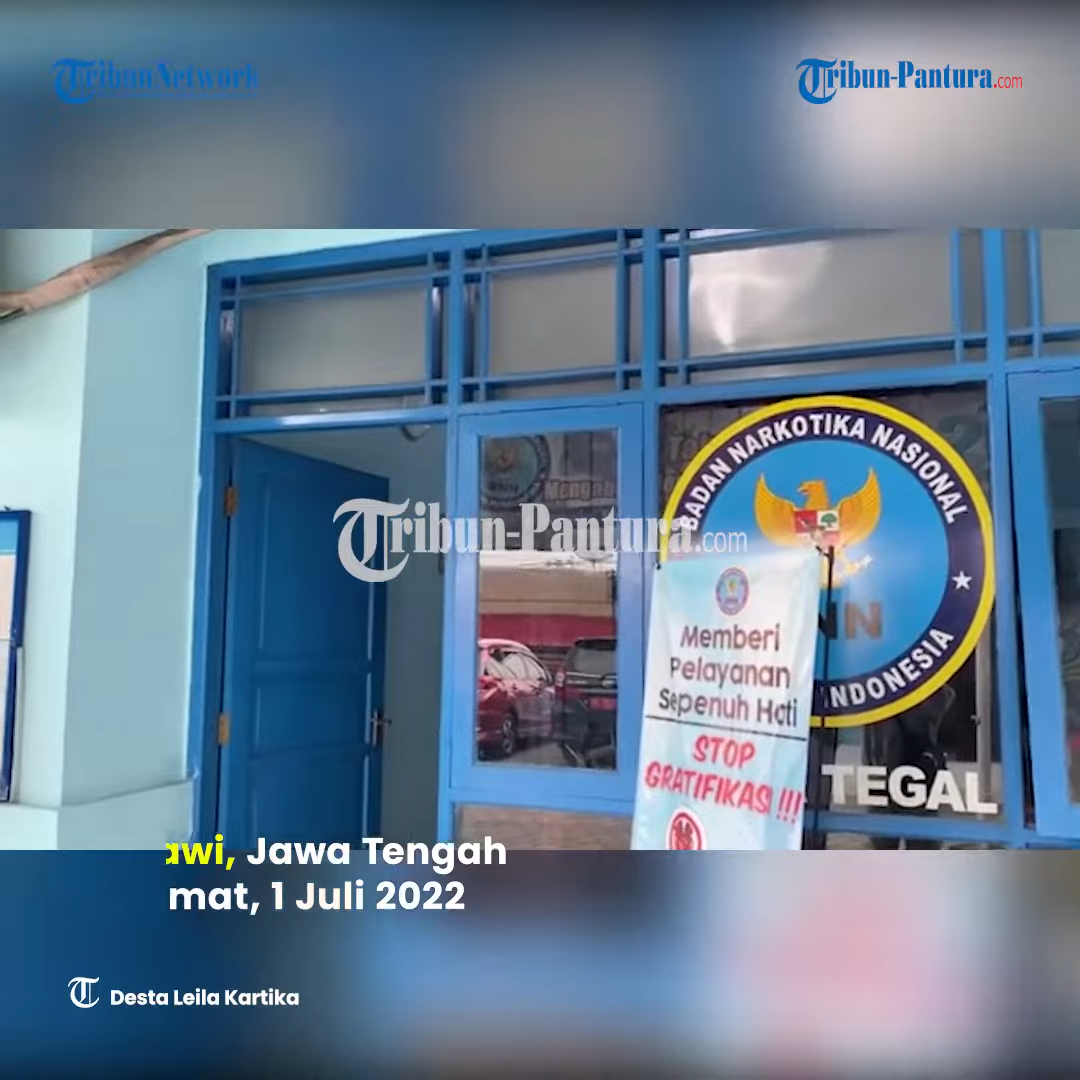 TribunNetwork
Tribun-Pantura.com
BADAN NARKOTIKA NASIONAL
Tribun-Pantura.com
INDONESIA
Memberi
Pelayanan
Sepenuh Hati
STOP
GRATIFIKASI !!!
TEGAL
awi, Jawa Tengah
mat, 1 Juli 2022
Desta Leila Kartika